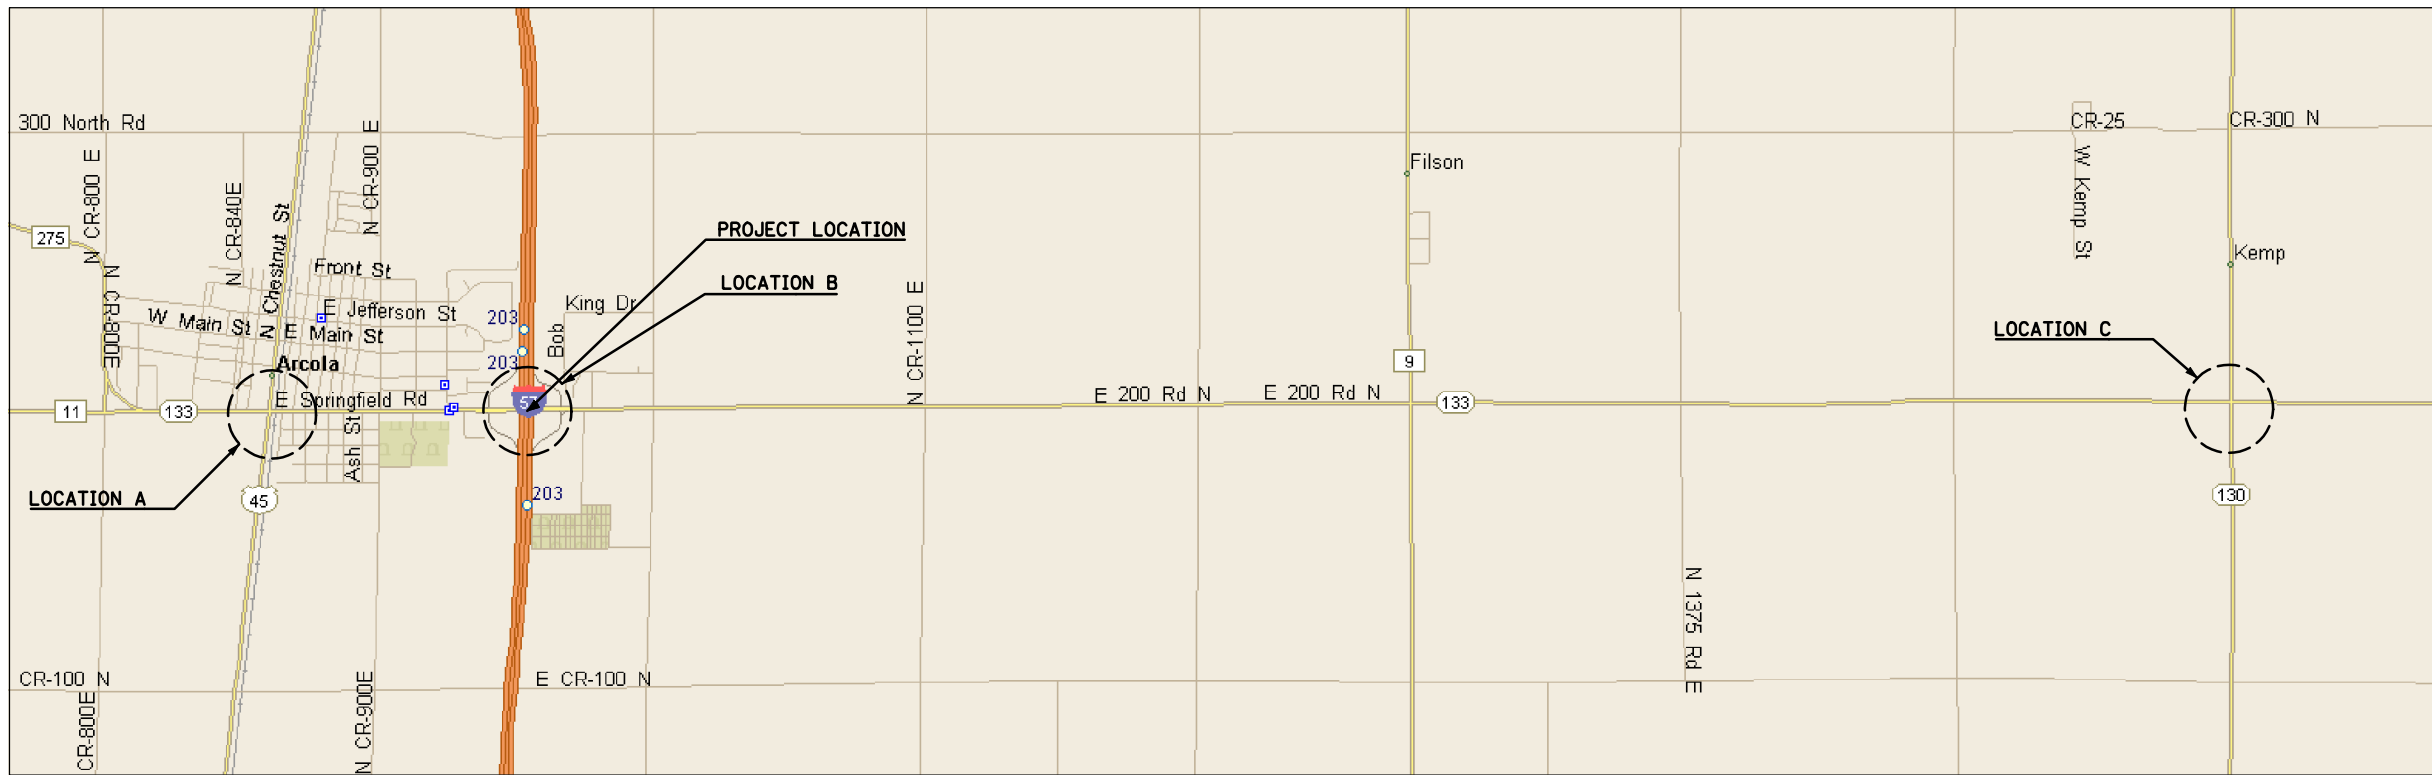 300 North Rd
CR-25
CR-300 N
N CR-800 E
N CR-840E
N Chestnut St
N CR-900 E
Filson
W Kemp St
275
PROJECT LOCATION
Kemp
Front St
LOCATION B
N CR-800E
W Main St
E Jefferson St
203
King Dr
Bob
N CR-1100 E
E Main St
LOCATION C
Arcola
203
9
E Springfield Rd
57
E 200 Rd N
E 200 Rd N
11
133
133
Ash St
LOCATION A
45
203
130
N 1375 Rd E
CR-100 N
E CR-100 N
CR-800E
N CR-900E